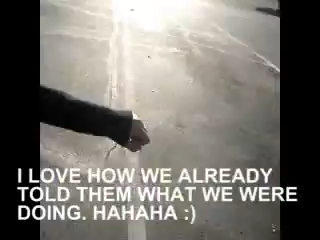 I LOVE HOW WE ALREADY
TOLD THEM WHAT WE WERE
DOING. HAHAHA :)